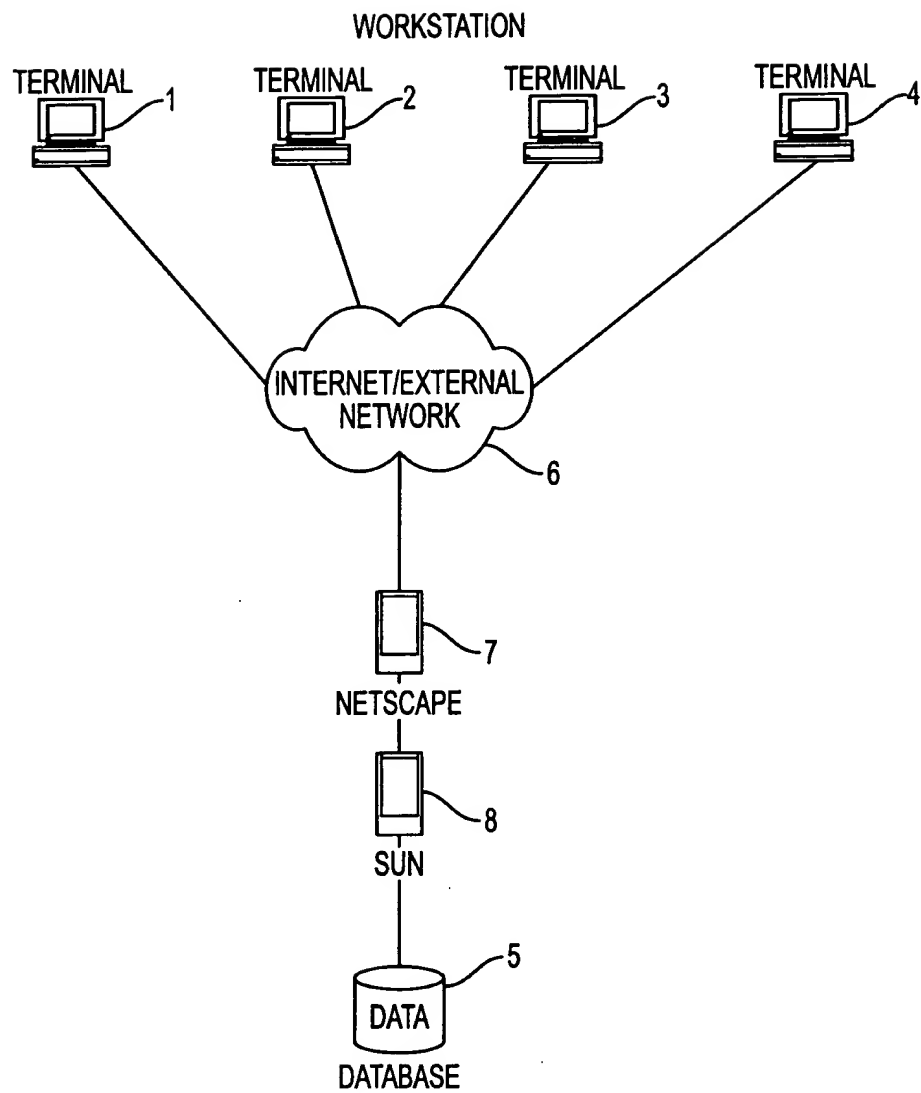 WORKSTATION
TERMINAL TERMINAL TERMINAL TERMINAL
1 2 3 4
INTERNET/EXTERNAL
NETWORK
6
7
NETSCAPE
8
SUN
5
DATA
DATABASE